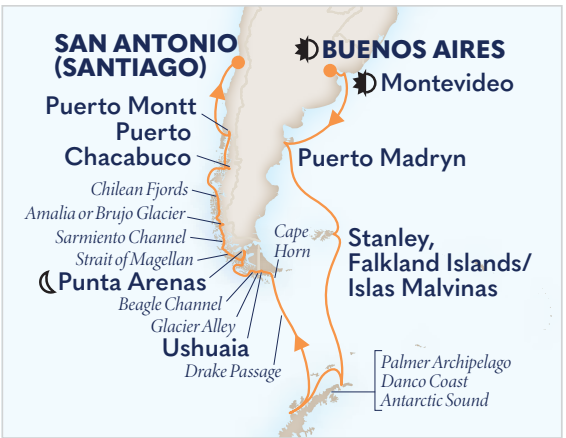 SAN ANTONIO
(SANTIAGO)
BUENOS AIRES
Montevideo
Puerto Montt
Puerto
Chacabuco
Puerto Madryn
Chilean Fjords
Amalia or Brujo Glacier
Sarmiento Channel
Strait of Magellan
Cape
Horn
Stanley,
Falkland Islands/
Islas Malvinas
Punta Arenas
Beagle Channel
Glacier Alley
Ushuaia
Drake Passage
Palmer Archipelago
Danco Coast
Antarctic Sound